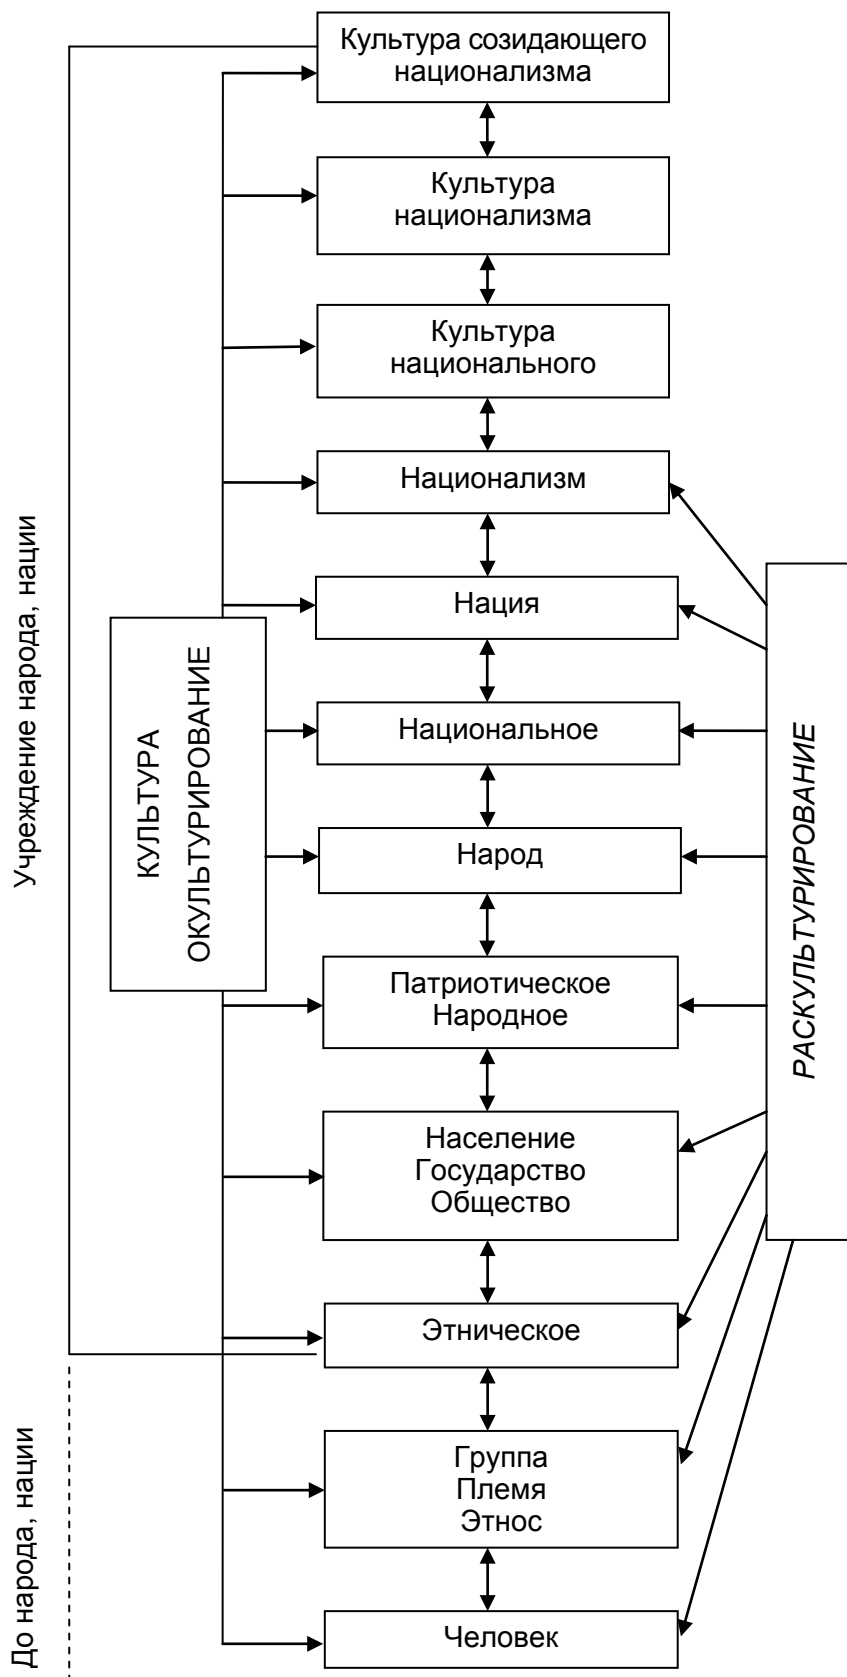 Культура созидающего
национализма
Культура
национализма
Культура
национального
Национализм
Нация
Национальное
Народ
Патриотическое
Народное
Население
Государство
Общество
Этническое
Группа
Племя
Этнос
Человек
Учреждение народа, нации
До народа, нации
КУЛЬТУРА
ОКУЛЬТУРИРОВАНИЕ
РАСКУЛЬТУРИРОВАНИЕ